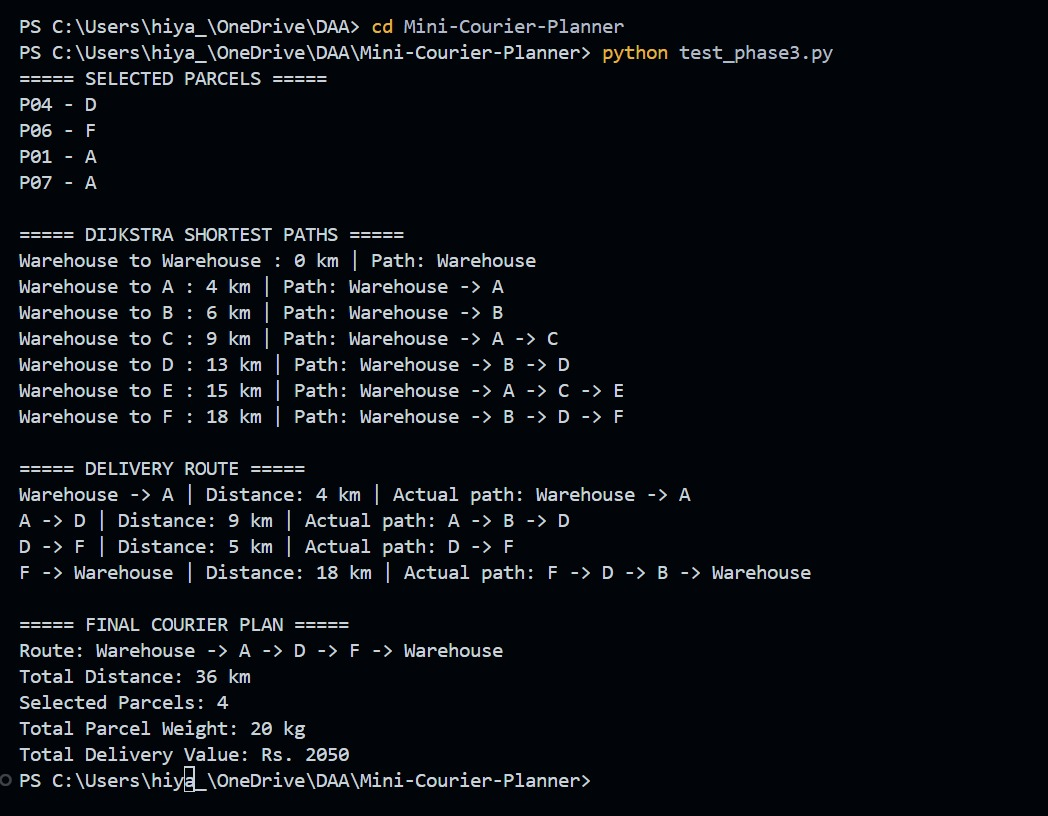 PS C:\Users\hiya_\OneDrive\DAA> cd Mini-Courier-Planner
PS C:\Users\hiya_\OneDrive\DAA\Mini-Courier-Planner> python test_phase3.py
===== SELECTED PARCELS =====
P04 - D
P06 - F
P01 - A
P07 - A
===== DIJKSTRA SHORTEST PATHS =====
Warehouse to Warehouse : 0 km | Path: Warehouse
Warehouse to A : 4 km | Path: Warehouse -> A
Warehouse to B : 6 km | Path: Warehouse -> B
Warehouse to C : 9 km | Path: Warehouse -> A -> C
Warehouse to D : 13 km | Path: Warehouse -> B -> D
Warehouse to E : 15 km | Path: Warehouse -> A -> C -> E
Warehouse to F : 18 km | Path: Warehouse -> B -> D -> F
===== DELIVERY ROUTE =====
Warehouse -> A | Distance: 4 km | Actual path: Warehouse -> A
A -> D | Distance: 9 km | Actual path: A -> B -> D
D -> F | Distance: 5 km | Actual path: D -> F
F -> Warehouse | Distance: 18 km | Actual path: F -> D -> B -> Warehouse
===== FINAL COURIER PLAN =====
Route: Warehouse -> A -> D -> F -> Warehouse
Total Distance: 36 km
Selected Parcels: 4
Total Parcel Weight: 20 kg
Total Delivery Value: Rs. 2050
PS C:\Users\hiya_\OneDrive\DAA\Mini-Courier-Planner>